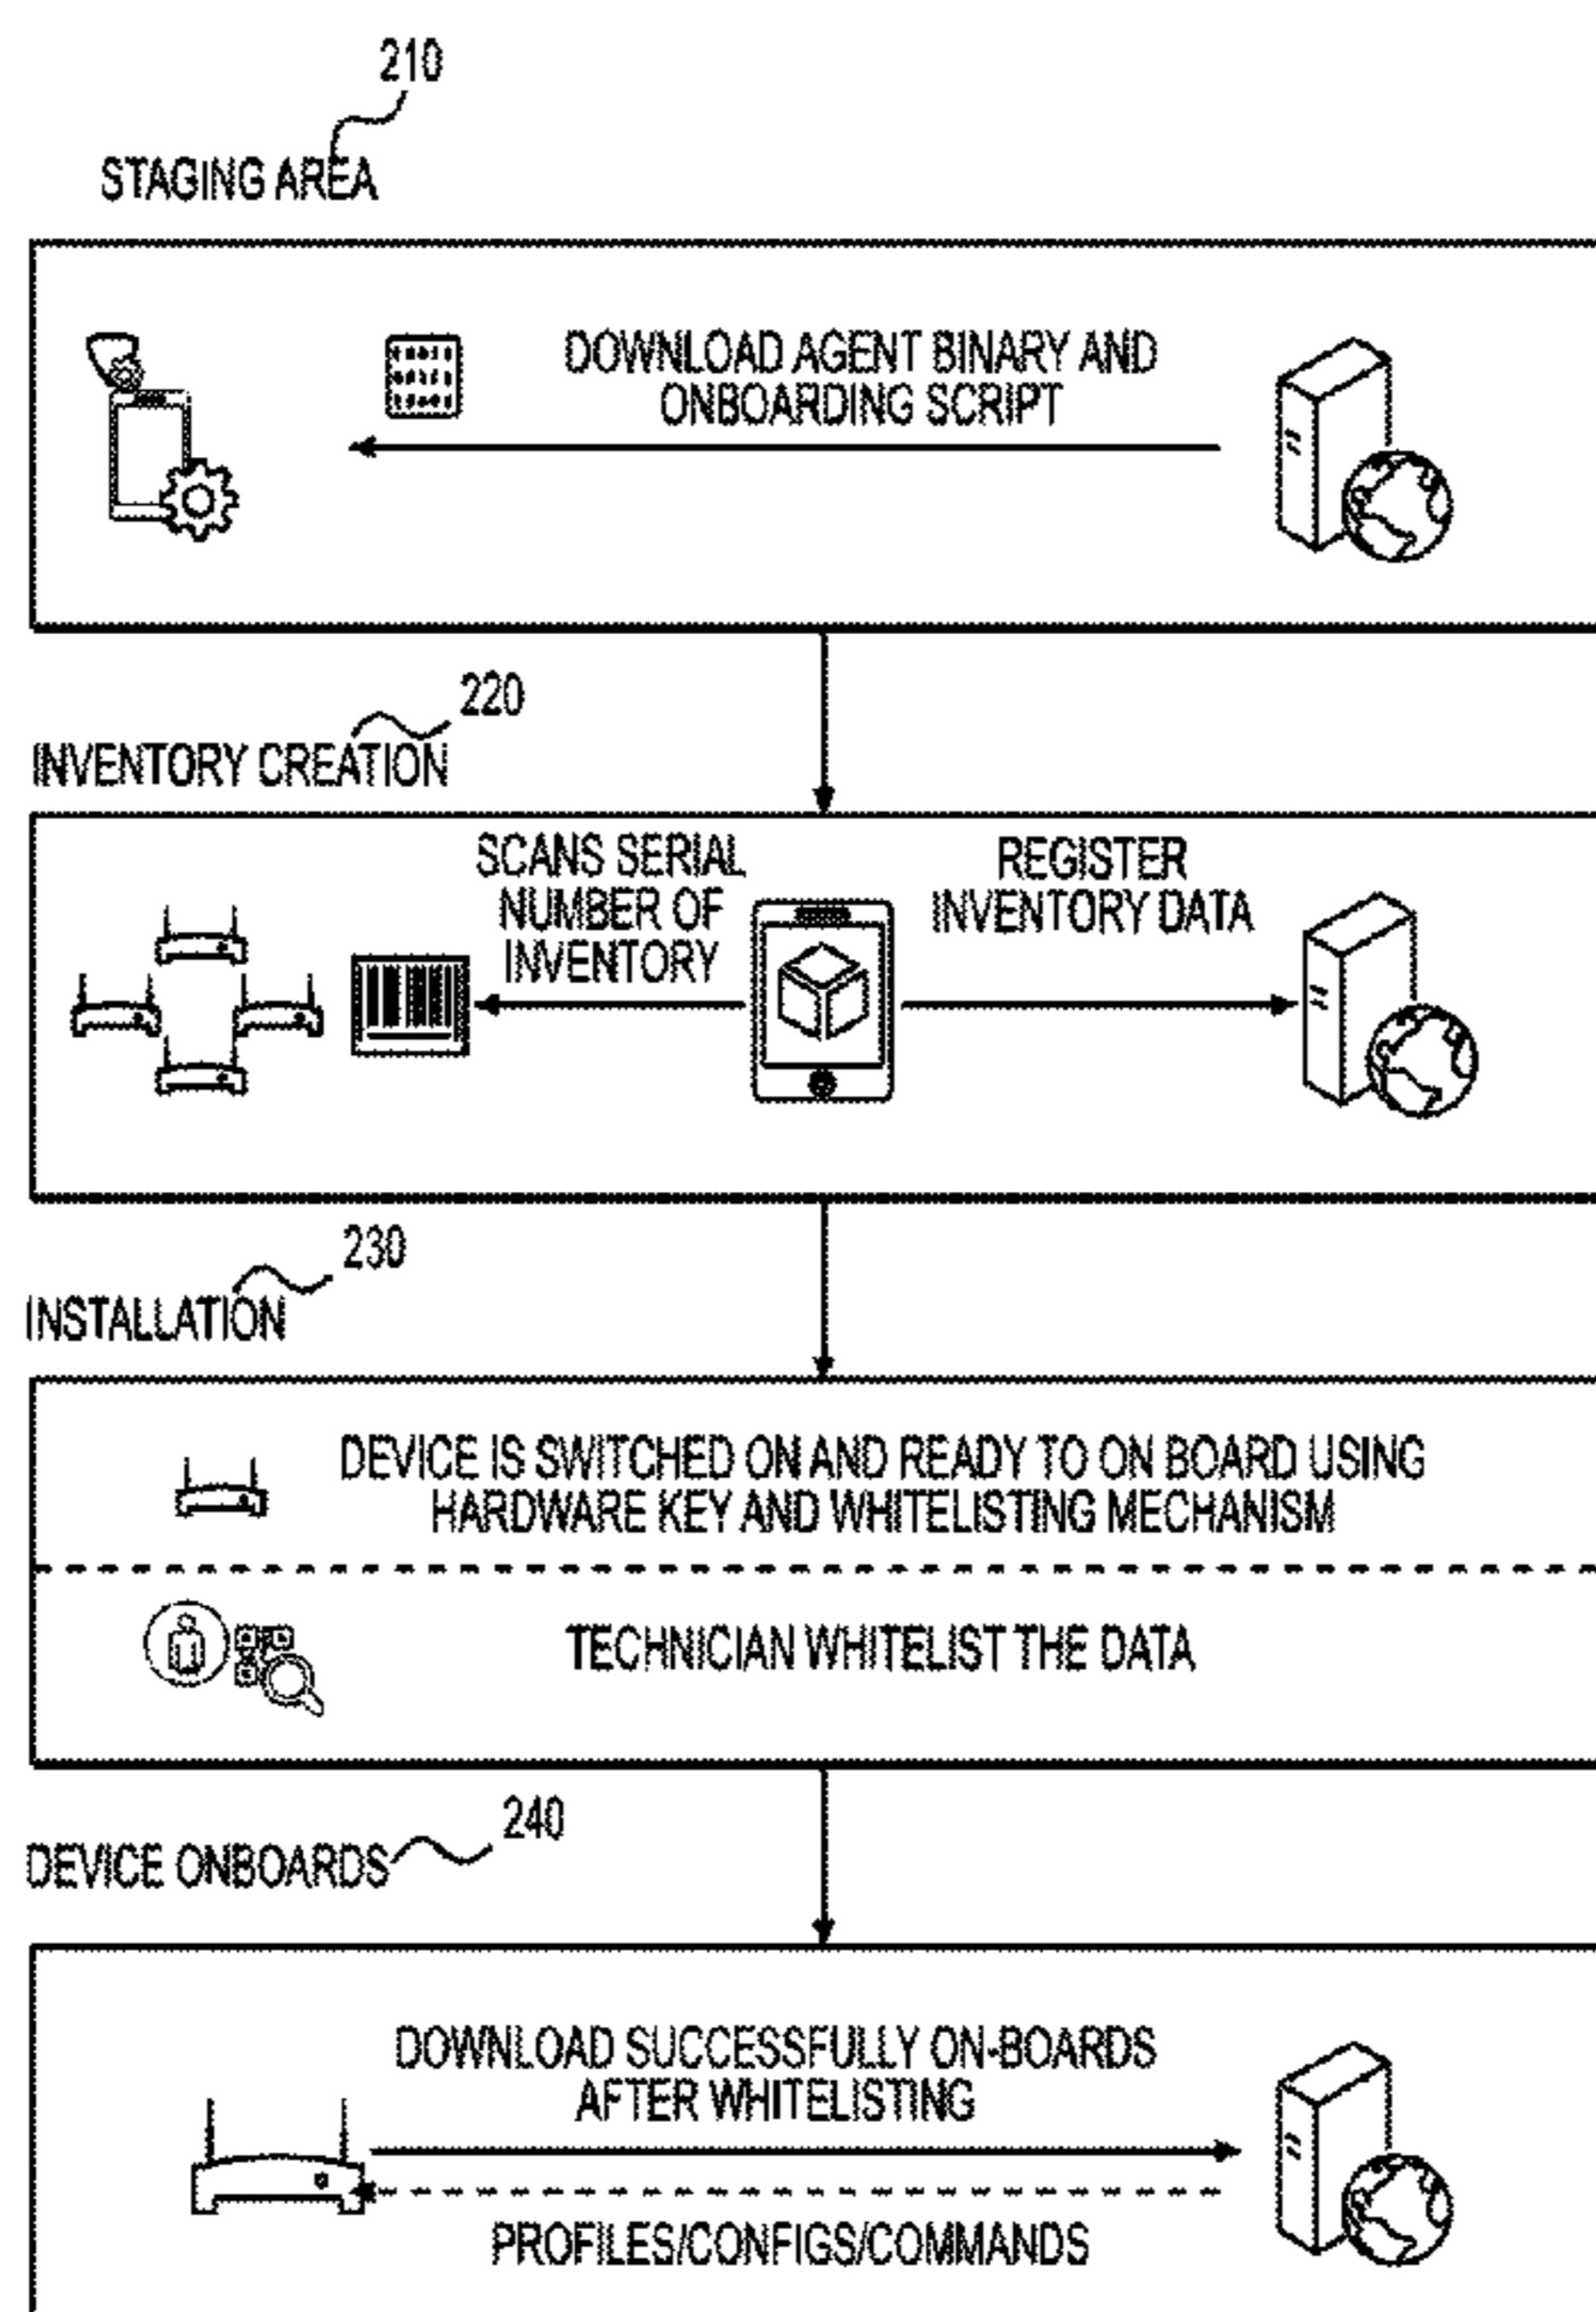 210
STAGING AREA
DOWNLOAD AGENT BINARY AND
ONBOARDING SCRIPT
220
INVENTORY CREATION
SCANS SERIAL
NUMBER OF
INVENTORY
REGISTER
INVENTORY DATA
230
INSTALLATION
DEVICE IS SWITCHED ON AND READY TO ON BOARD USING
HARDWARE KEY AND WHITELISTING MECHANISM
TECHNICIAN WHITELIST THE DATA
240
DEVICE ONBOARDS
DOWNLOAD SUCCESSFULLY ON-BOARDS
AFTER WHITELISTING
PROFILES/CONFIGS/COMMANDS